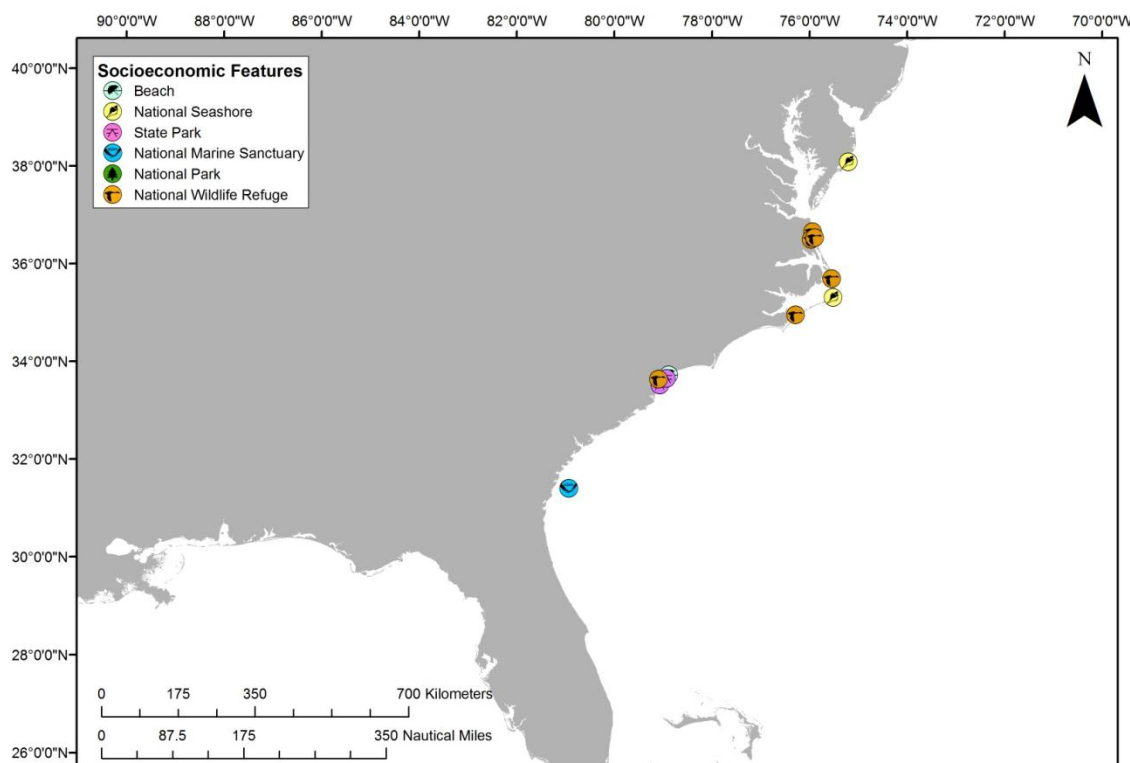 90°0'0"W 88°0'0"W 86°0'0"W 84°0'0"W 82°0'0"W 80°0'0"W 78°0'0"W 76°0'0"W 74°0'0"W 72°0'0"W 70°0'0"W
N
40°0'0"N
Socioeconomic Features
Beach
National Seashore
State Park
National Marine Sanctuary
National Park
National Wildlife Refuge
38°0'0"N
36°0'0"N
34°0'0"N
32°0'0"N
30°0'0"N
28°0'0"N
0 175 350 700 Kilometers
0 87.5 175 350 Nautical Miles
26°0'0"N